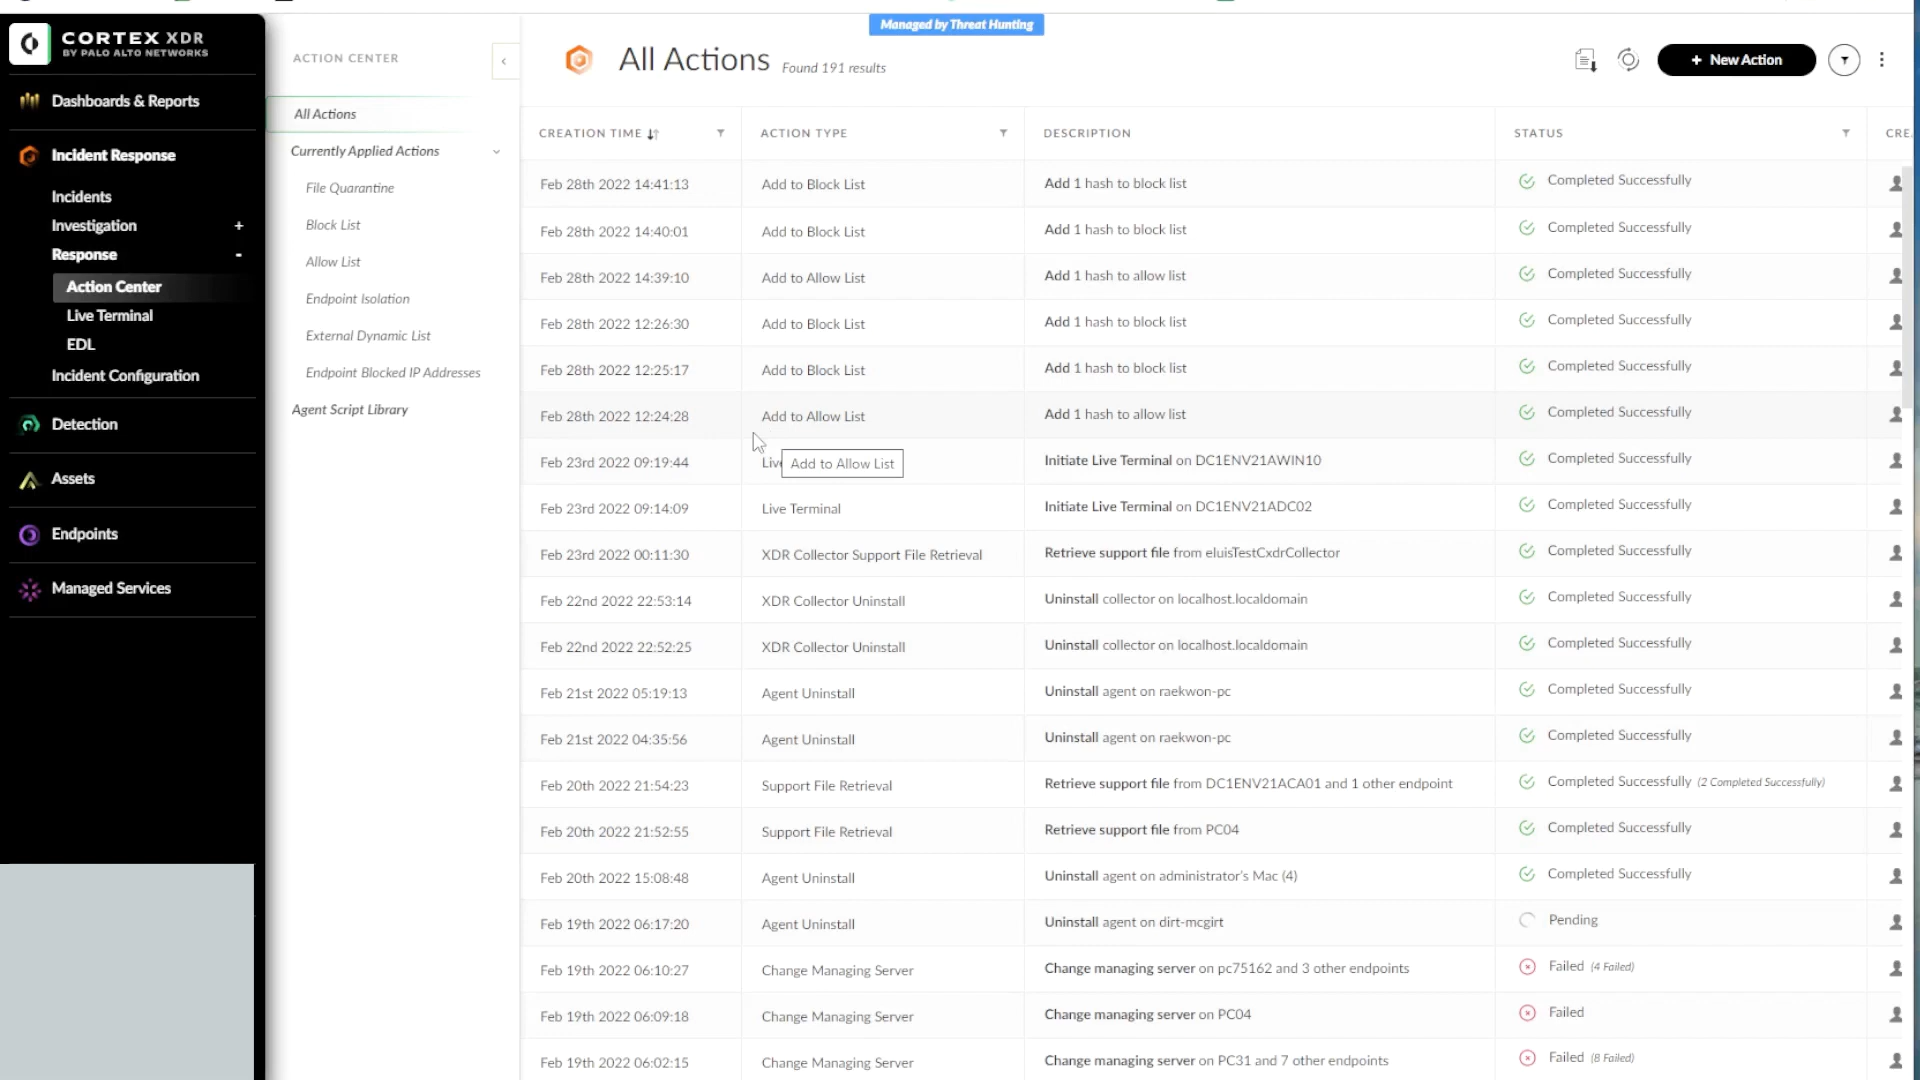 Managed by Threat Hunting
CORTEX XDR
BY PALO ALTO NETWORKS
Dashboards & Reports
Incident Response
Incidents
Investigation +
Response -
Action Center
Live Terminal
EDL
Incident Configuration
Detection
Assets
Endpoints
Managed Services
ACTION CENTER
All Actions
Currently Applied Actions
File Quarantine
Block List
Allow List
Endpoint Isolation
External Dynamic List
Endpoint Blocked IP Addresses
Agent Script Library
All Actions Found 191 results
+ New Action
CREATION TIME ACTION TYPE DESCRIPTION STATUS CRE
Feb 28th 2022 14:41:13 Add to Block List Add 1 hash to block list Completed Successfully
Feb 28th 2022 14:40:01 Add to Block List Add 1 hash to block list Completed Successfully
Feb 28th 2022 14:39:10 Add to Allow List Add 1 hash to allow list Completed Successfully
Feb 28th 2022 12:26:30 Add to Block List Add 1 hash to block list Completed Successfully
Feb 28th 2022 12:25:17 Add to Block List Add 1 hash to block list Completed Successfully
Feb 28th 2022 12:24:28 Add to Allow List Add 1 hash to allow list Completed Successfully
Feb 23rd 2022 09:19:44 Liv Add to Allow List Initiate Live Terminal on DC1ENV21AWIN10 Completed Successfully
Feb 23rd 2022 09:14:09 Live Terminal Initiate Live Terminal on DC1ENV21ADC02 Completed Successfully
Feb 23rd 2022 00:11:30 XDR Collector Support File Retrieval Retrieve support file from eluisTestCxdrCollector Completed Successfully
Feb 22nd 2022 22:53:14 XDR Collector Uninstall Uninstall collector on localhost.localdomain Completed Successfully
Feb 22nd 2022 22:52:25 XDR Collector Uninstall Uninstall collector on localhost.localdomain Completed Successfully
Feb 21st 2022 05:19:13 Agent Uninstall Uninstall agent on raekwon-pc Completed Successfully
Feb 21st 2022 04:35:56 Agent Uninstall Uninstall agent on raekwon-pc Completed Successfully
Feb 20th 2022 21:54:23 Support File Retrieval Retrieve support file from DC1ENV21ACA01 and 1 other endpoint Completed Successfully (2 Completed Successfully)
Feb 20th 2022 21:52:55 Support File Retrieval Retrieve support file from PC04 Completed Successfully
Feb 20th 2022 15:08:48 Agent Uninstall Uninstall agent on administrator's Mac (4) Completed Successfully
Feb 19th 2022 06:17:20 Agent Uninstall Uninstall agent on dirt-mcgirt Pending
Feb 19th 2022 06:10:27 Change Managing Server Change managing server on pc75162 and 3 other endpoints Failed (4 Failed)
Feb 19th 2022 06:09:18 Change Managing Server Change managing server on PC04 Failed
Feb 19th 2022 06:02:15 Change Managing Server Change managing server on PC31 and 7 other endpoints Failed (8 Failed)